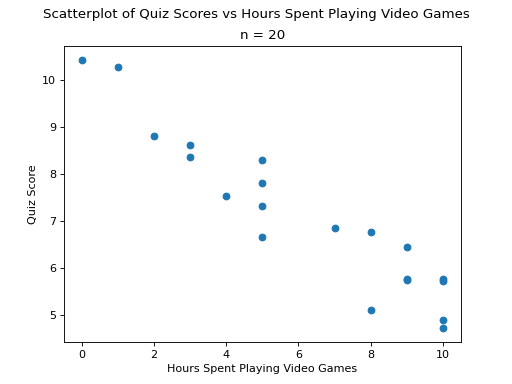 Scatterplot of Quiz Scores vs Hours Spent Playing Video Games
n = 20
10
9
8
7
6
5
Quiz Score
0 2 4 6 8 10
Hours Spent Playing Video Games